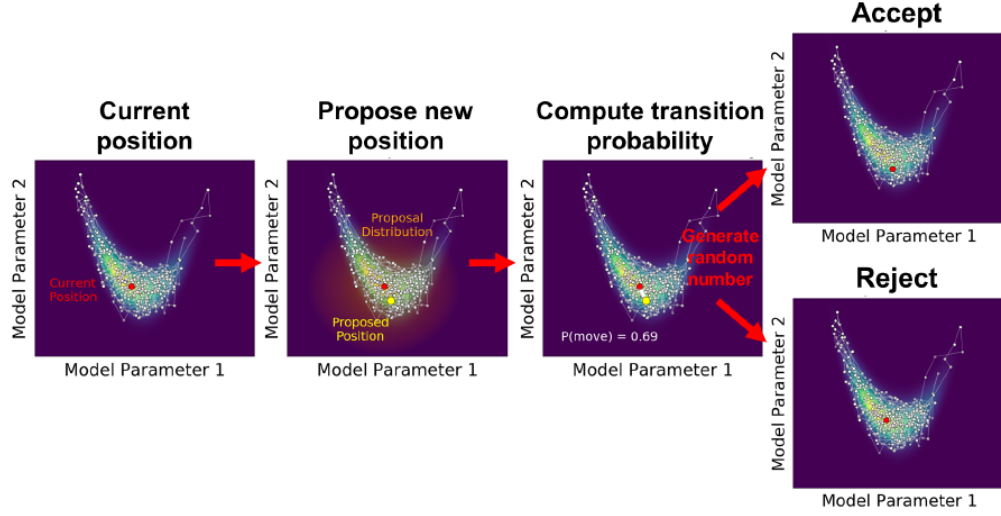 Accept
Current
position
Propose new
position
Compute transition
probability
Model Parameter 2
Model Parameter 2
Model Parameter 2
Model Parameter 2
Current
Position
Proposal
Distribution
Proposed
Position
P(move) = 0.69
Generate
random
number
Model Parameter 1
Model Parameter 1
Model Parameter 1
Model Parameter 1
Reject
Model Parameter 2
Model Parameter 1